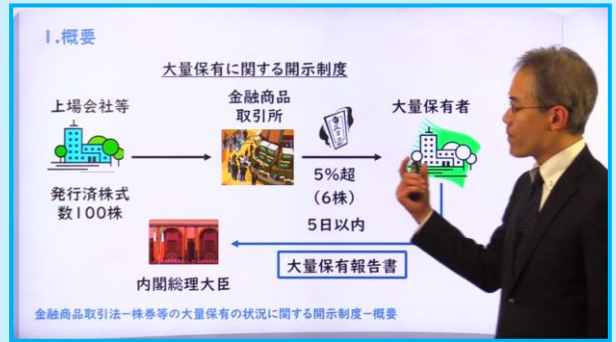 1.概要
大量保有に関する開示制度
上場会社等
金融商品
取引所
大量保有者
5%超
(6株)
5日以内
発行済株式
数100株
大量保有報告書
内閣総理大臣
金融商品取引法-株券等の大量保有の状況に関する開示制度-概要